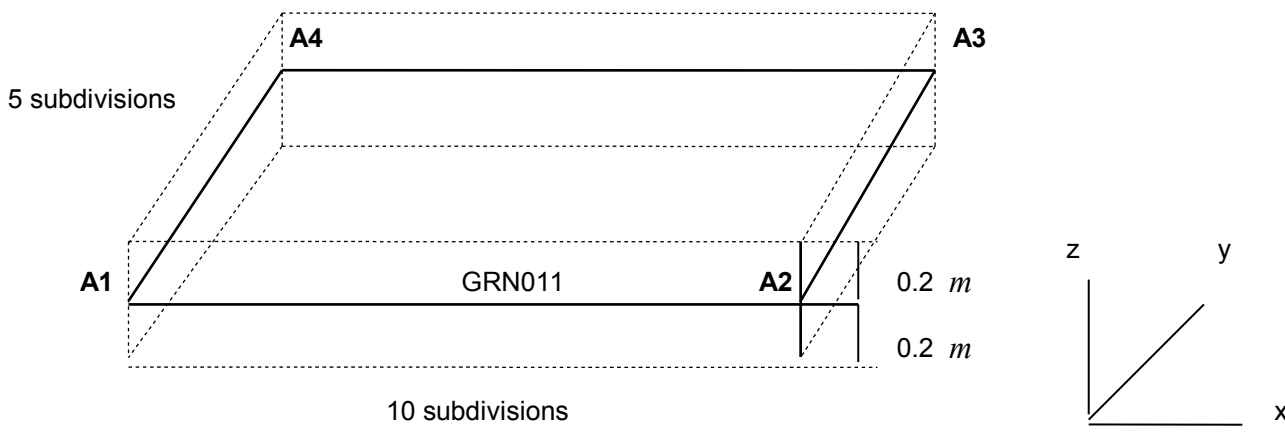 A4
A3
5 subdivisions
A1
GRN011
A2
0.2 m
0.2 m
10 subdivisions
z
y
x